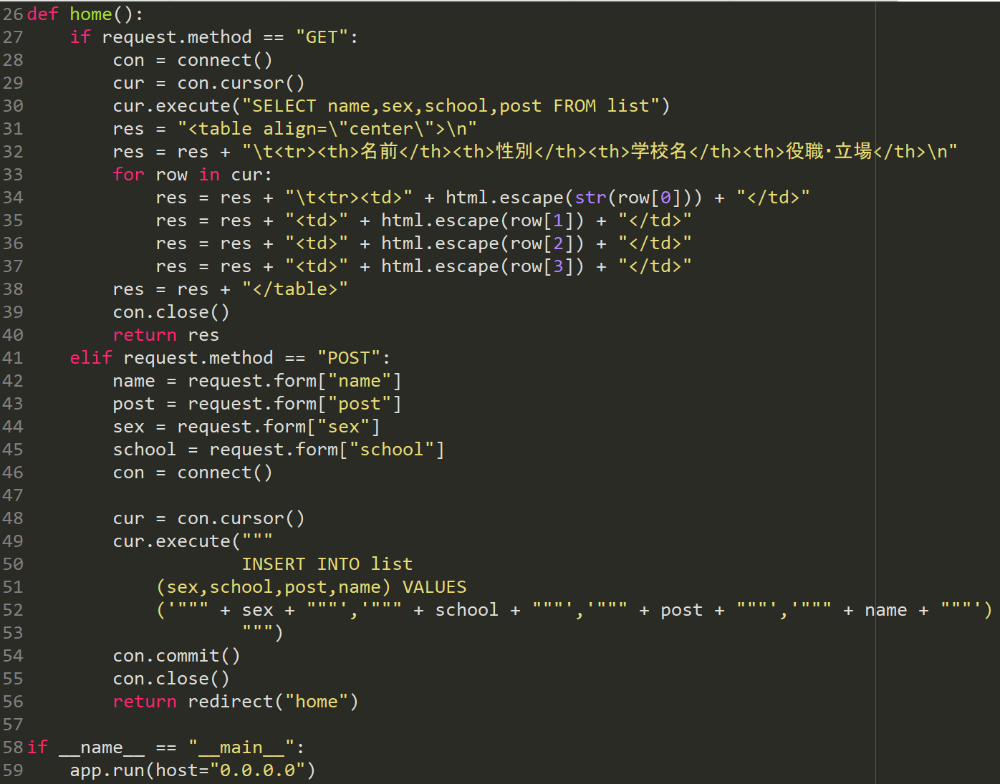 26 def home():
27     if request.method == "GET":
28         con = connect()
29         cur = con.cursor()
30         cur.execute("SELECT name,sex,school,post FROM list")
31         res = "<table align=\"center\">\n"
32         res = res + "\t<tr><th>名前</th><th>性別</th><th>学校名</th><th>役職・立場</th>\n"
33         for row in cur:
34             res = res + "\t<tr><td>" + html.escape(str(row[0])) + "</td>"
35             res = res + "<td>" + html.escape(row[1]) + "</td>"
36             res = res + "<td>" + html.escape(row[2]) + "</td>"
37             res = res + "<td>" + html.escape(row[3]) + "</td>"
38         res = res + "</table>"
39         con.close()
40         return res
41     elif request.method == "POST":
42         name = request.form["name"]
43         post = request.form["post"]
44         sex = request.form["sex"]
45         school = request.form["school"]
46         con = connect()
47
48         cur = con.cursor()
49         cur.execute("""
50                     INSERT INTO list
51             (sex,school,post,name) VALUES
52             ('""" + sex + """','""" + school + """','""" + post + """','""" + name + """')
53                     """)
54         con.commit()
55         con.close()
56         return redirect("home")
57
58 if __name__ == "__main__":
59     app.run(host="0.0.0.0")